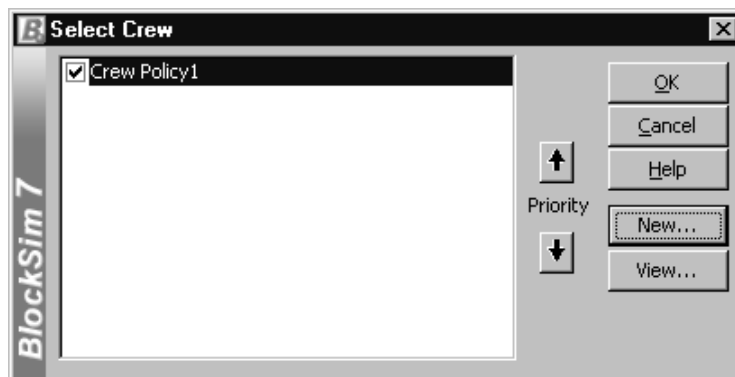 Select Crew
Crew Policy1
OK
Cancel
Help
Priority
New...
View...
BlockSim 7